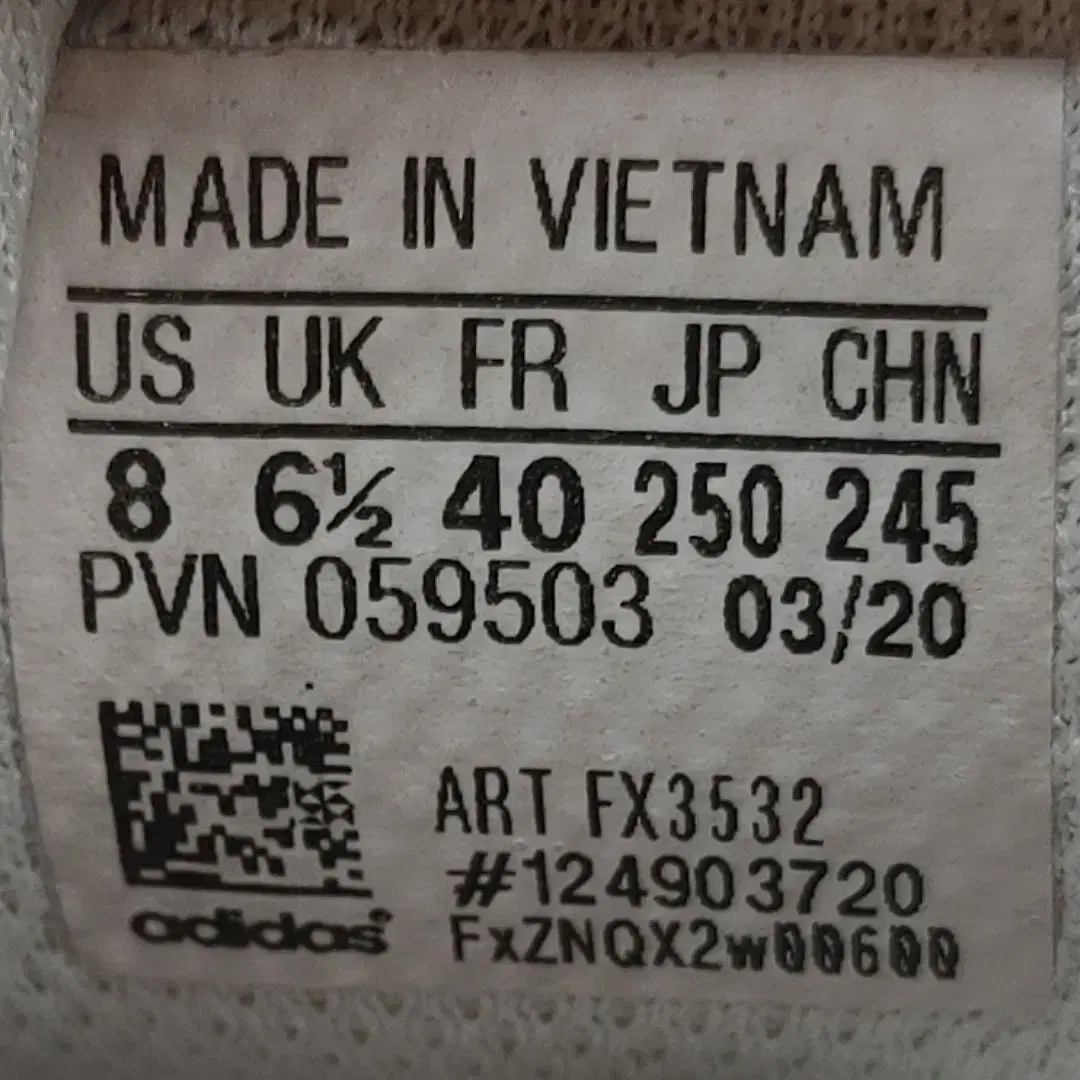 MADE IN VIETNAM
US UK FR JP CHN
8 6½ 40 250 245
PVN 059503 03/20
ART FX3532
#124903720
adidas
FxZNQX2w00600